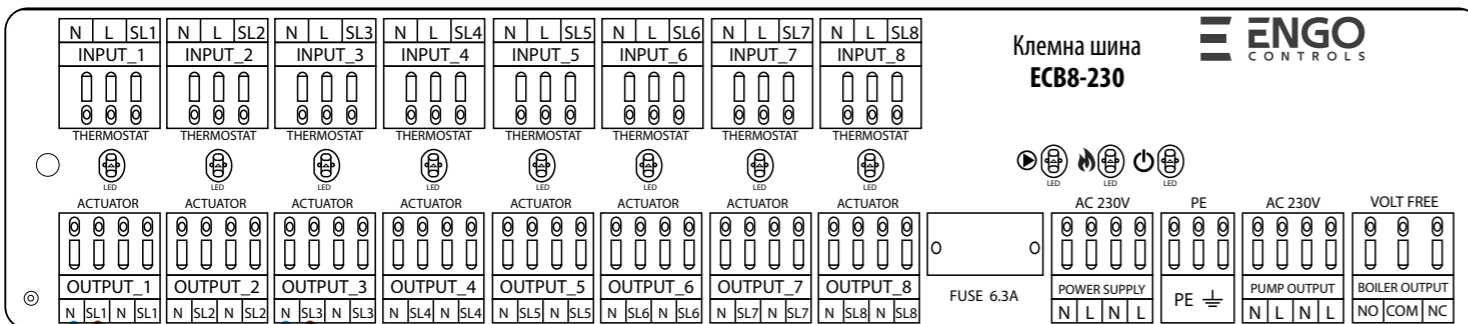 N L SL1 N L SL2 N L SL3 N L SL4 N L SL5 N L SL6 N L SL7 N L SL8
INPUT_1 INPUT_2 INPUT_3 INPUT_4 INPUT_5 INPUT_6 INPUT_7 INPUT_8
THERMOSTAT THERMOSTAT THERMOSTAT THERMOSTAT THERMOSTAT THERMOSTAT THERMOSTAT THERMOSTAT
Клемна шина
ECB8-230
ENGO
CONTROLS
LED LED LED LED LED LED LED LED LED LED LED
ACTUATOR ACTUATOR ACTUATOR ACTUATOR ACTUATOR ACTUATOR ACTUATOR ACTUATOR AC 230V PE AC 230V VOLT FREE
OUTPUT_1 OUTPUT_2 OUTPUT_3 OUTPUT_4 OUTPUT_5 OUTPUT_6 OUTPUT_7 OUTPUT_8 FUSE 6.3A POWER SUPPLY PE PUMP OUTPUT BOILER OUTPUT
N SL1 N SL1 N SL2 N SL2 N SL3 N SL3 N SL4 N SL4 N SL5 N SL5 N SL6 N SL6 N SL7 N SL7 N SL8 N SL8 N L N L N L N L NO COM NC